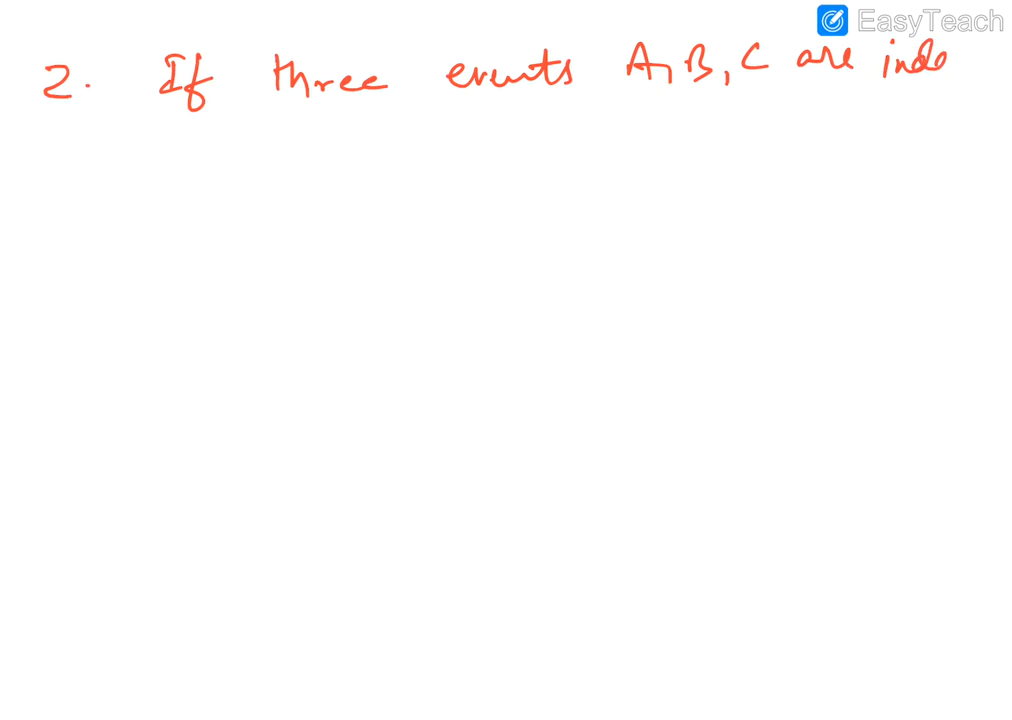 EasyTeach
2. If three events A, B, C are inde